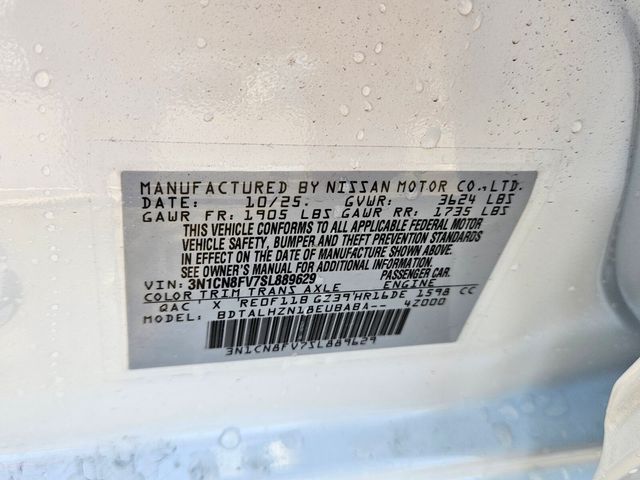 MANUFACTURED BY NISSAN MOTOR CO.,LTD.
DATE: 10/25. GVWR: 3624 LBS
GAWR FR: 1905 LBS GAWR RR: 1735 LBS
THIS VEHICLE CONFORMS TO ALL APPLICABLE FEDERAL MOTOR
VEHICLE SAFETY, BUMPER AND THEFT PREVENTION STANDARDS
IN EFFECT ON THE DATE OF MANUFACTURE SHOWN ABOVE.
SEE OWNER'S MANUAL FOR ADDITIONAL INFORMATION
VIN: 3N1CN8FV7SL889629 PASSENGER CAR.
COLOR TRIM TRANS AXLE ENGINE
QAC X RE0F11B GZ39 HR16DE 1598 CC
MODEL: BDTALHZN18EUBABA-- 42000
3N1CN8FV7SL889629